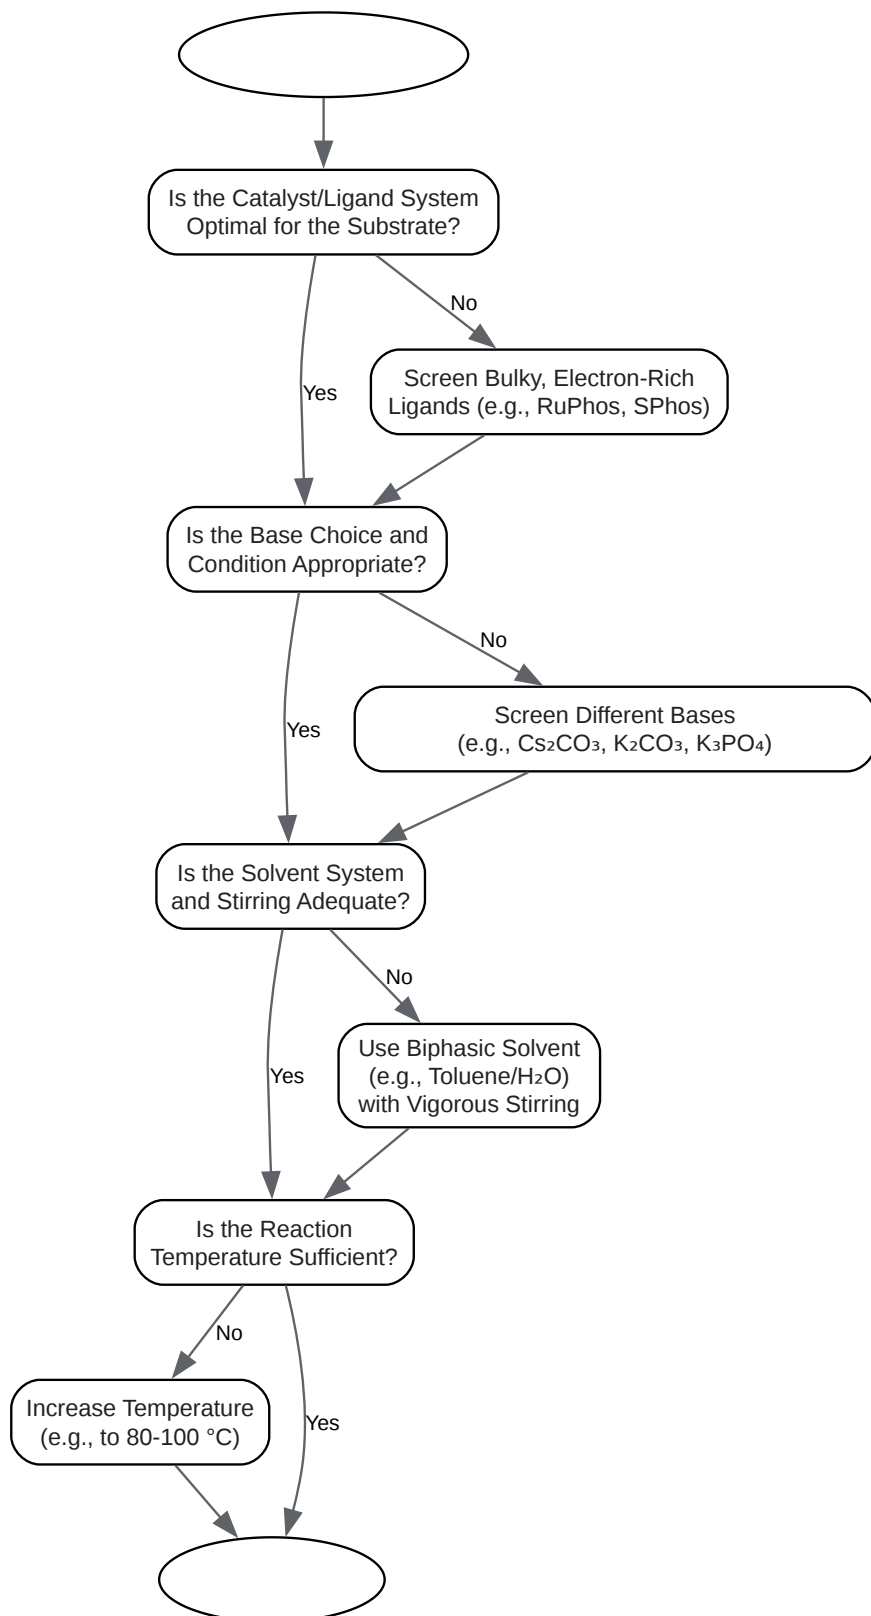 Is the Catalyst/Ligand System
Optimal for the Substrate?
No
Screen Bulky, Electron-Rich
Ligands (e.g., RuPhos, SPhos)
Yes
Is the Base Choice and
Condition Appropriate?
No
Screen Different Bases
(e.g., Cs₂CO₃, K₂CO₃, K₃PO₄)
Yes
Is the Solvent System
and Stirring Adequate?
No
Use Biphasic Solvent
(e.g., Toluene/H₂O)
with Vigorous Stirring
Yes
Is the Reaction
Temperature Sufficient?
No
Increase Temperature
(e.g., to 80-100 °C)
Yes